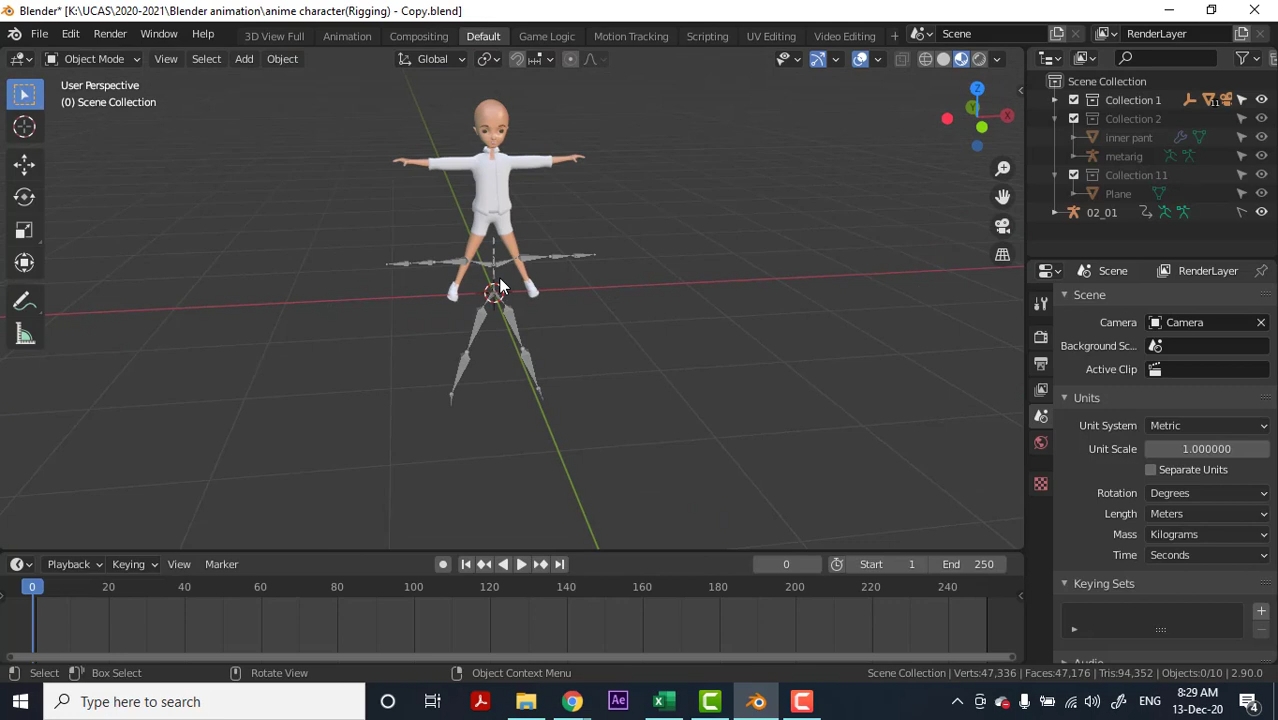 Blender* [K:\UCAS\2020-2021\Blender animation\anime character(Rigging) - Copy.blend]
File Edit Render Window Help 3D View Full Animation Compositing Default Game Logic Motion Tracking Scripting UV Editing Video Editing + Scene RenderLayer
Object Mode View Select Add Object Global
User Perspective
(0) Scene Collection
Z
Y
X
Scene Collection
Collection 1 11
Collection 2
inner pant
metarig
Collection 11
Plane
02_01
Scene RenderLayer
Scene
Camera Camera
Background Sc...
Active Clip
Units
Unit System Metric
Unit Scale 1.000000
Separate Units
Rotation Degrees
Length Meters
Mass Kilograms
Time Seconds
Keying Sets
Playback Keying View Marker 0 Start 1 End 250
0 20 40 60 80 100 120 140 160 180 200 220 240
Select Box Select Rotate View Object Context Menu Scene Collection | Verts:47,336 | Faces:47,176 | Tris:94,352 | Objects:0/10 | 2.90.0
Type here to search
Ae
ENG
8:29 AM
13-Dec-20
4